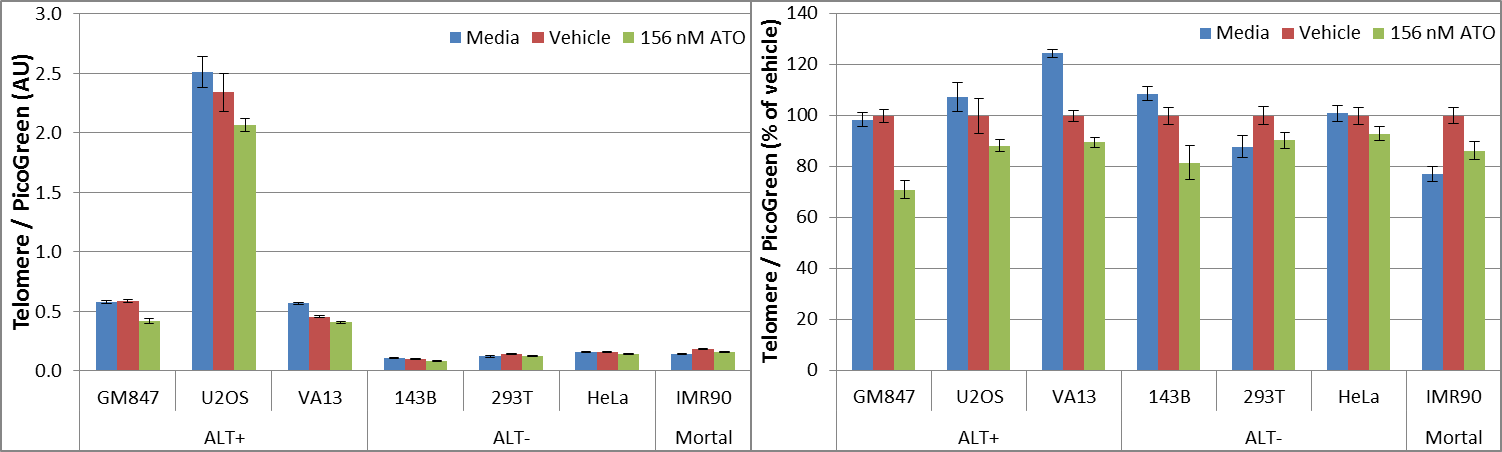 Telomere / PicoGreen (AU)
Media Vehicle 156 nM ATO
3.0
2.5
2.0
1.5
1.0
0.5
0.0
GM847 U2OS VA13 143B 293T HeLa IMR90
ALT+ ALT- Mortal
Telomere / PicoGreen (% of vehicle)
Media Vehicle 156 nM ATO
140
120
100
80
60
40
20
0
GM847 U2OS VA13 143B 293T HeLa IMR90
ALT+ ALT- Mortal